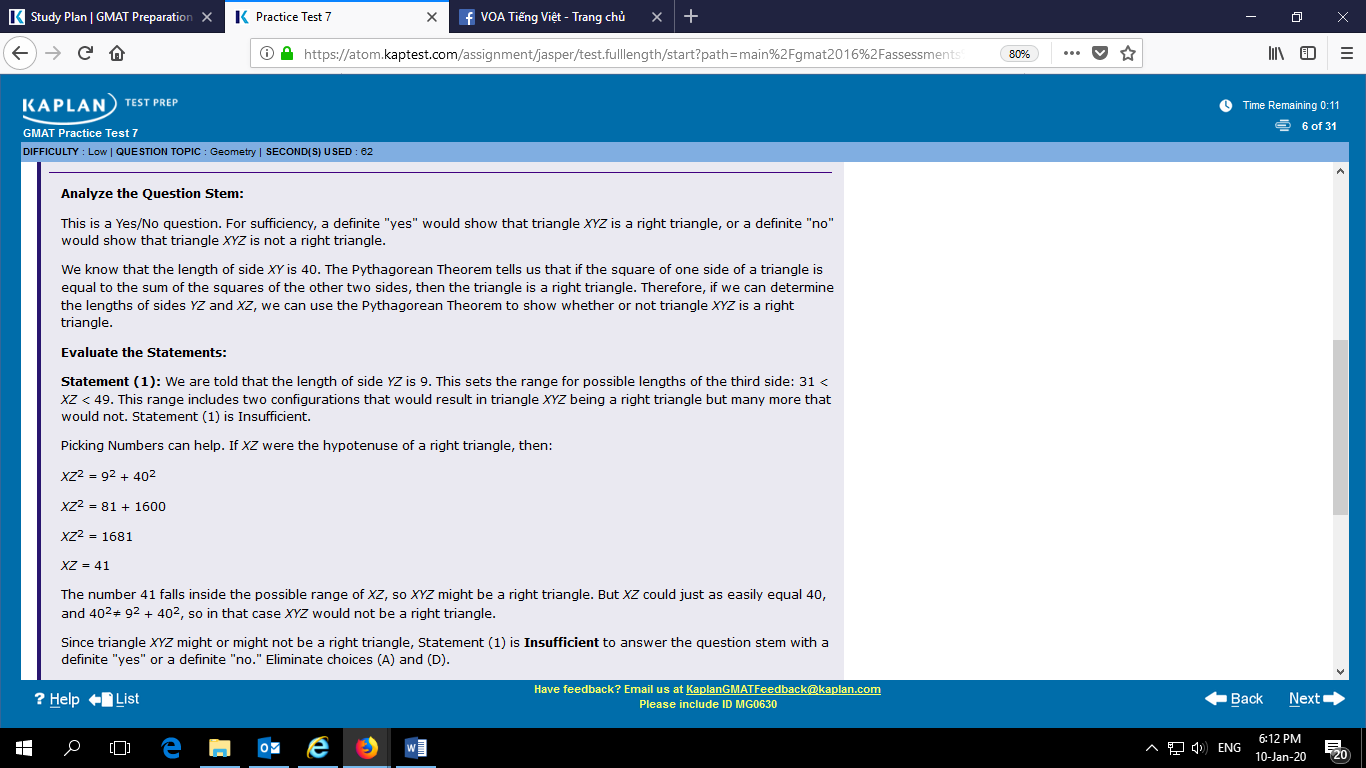 Study Plan | GMAT Preparation
Practice Test 7
VOA Tiếng Việt - Trang chủ
https://atom.kaptest.com/assignment/jasper/test.fulllength/start?path=main%2Fgmat2016%2Fassessments
80%
KAPLAN TEST PREP
Time Remaining 0:11
GMAT Practice Test 7
6 of 31
DIFFICULTY : Low | QUESTION TOPIC : Geometry | SECOND(S) USED : 62
Analyze the Question Stem:
This is a Yes/No question. For sufficiency, a definite "yes" would show that triangle XYZ is a right triangle, or a definite "no"
would show that triangle XYZ is not a right triangle.
We know that the length of side XY is 40. The Pythagorean Theorem tells us that if the square of one side of a triangle is
equal to the sum of the squares of the other two sides, then the triangle is a right triangle. Therefore, if we can determine
the lengths of sides YZ and XZ, we can use the Pythagorean Theorem to show whether or not triangle XYZ is a right
triangle.
Evaluate the Statements:
Statement (1): We are told that the length of side YZ is 9. This sets the range for possible lengths of the third side: 31 <
XZ < 49. This range includes two configurations that would result in triangle XYZ being a right triangle but many more that
would not. Statement (1) is Insufficient.
Picking Numbers can help. If XZ were the hypotenuse of a right triangle, then:
XZ² = 9² + 40²
XZ² = 81 + 1600
XZ² = 1681
XZ = 41
The number 41 falls inside the possible range of XZ, so XYZ might be a right triangle. But XZ could just as easily equal 40,
and 40²≠ 9² + 40², so in that case XYZ would not be a right triangle.
Since triangle XYZ might or might not be a right triangle, Statement (1) is Insufficient to answer the question stem with a
definite "yes" or a definite "no." Eliminate choices (A) and (D).
? Help
List
Have feedback? Email us at KaplanGMATFeedback@kaplan.com
Please include ID MG0630
Back
Next
ENG
6:12 PM
10-Jan-20
20